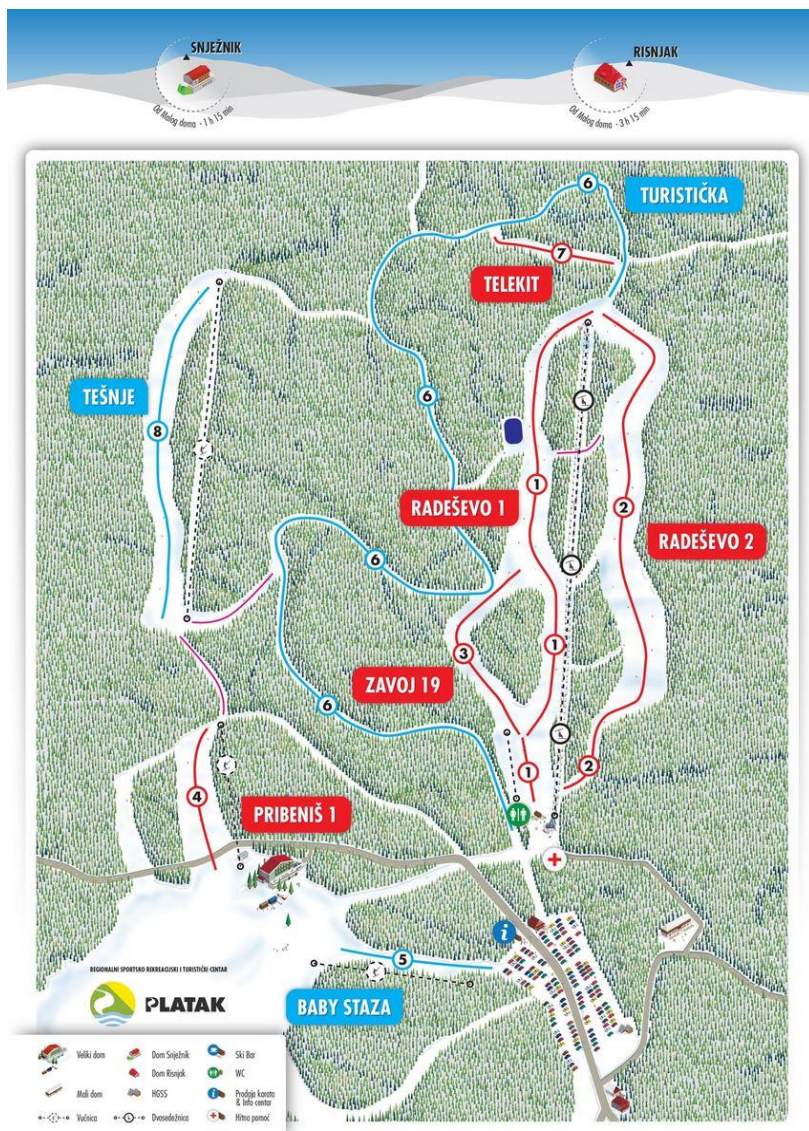 SNJEŽNIK
Od Malog doma - 1 h 15 min
RISNJAK
Od Malog doma - 3 h 15 min
6
TURISTIČKA
7
TELEKIT
TEŠNJE
8
6
1
RADEŠEVO 1
2
RADEŠEVO 2
6
3
1
ZAVOJ 19
6
1
2
4
PRIBENIŠ 1
i
5
BABY STAZA
REGIONALNI SPORTSKO REKREACIJSKI I TURISTIČKI CENTAR
PLATAK
Veliki dom
Dom Snježnik
Ski Bar
Dom Risnjak
WC
Mali dom
HGSS
Prodaja karata
& Info centar
Vučnica
Dvosedežnica
Hitna pomoć